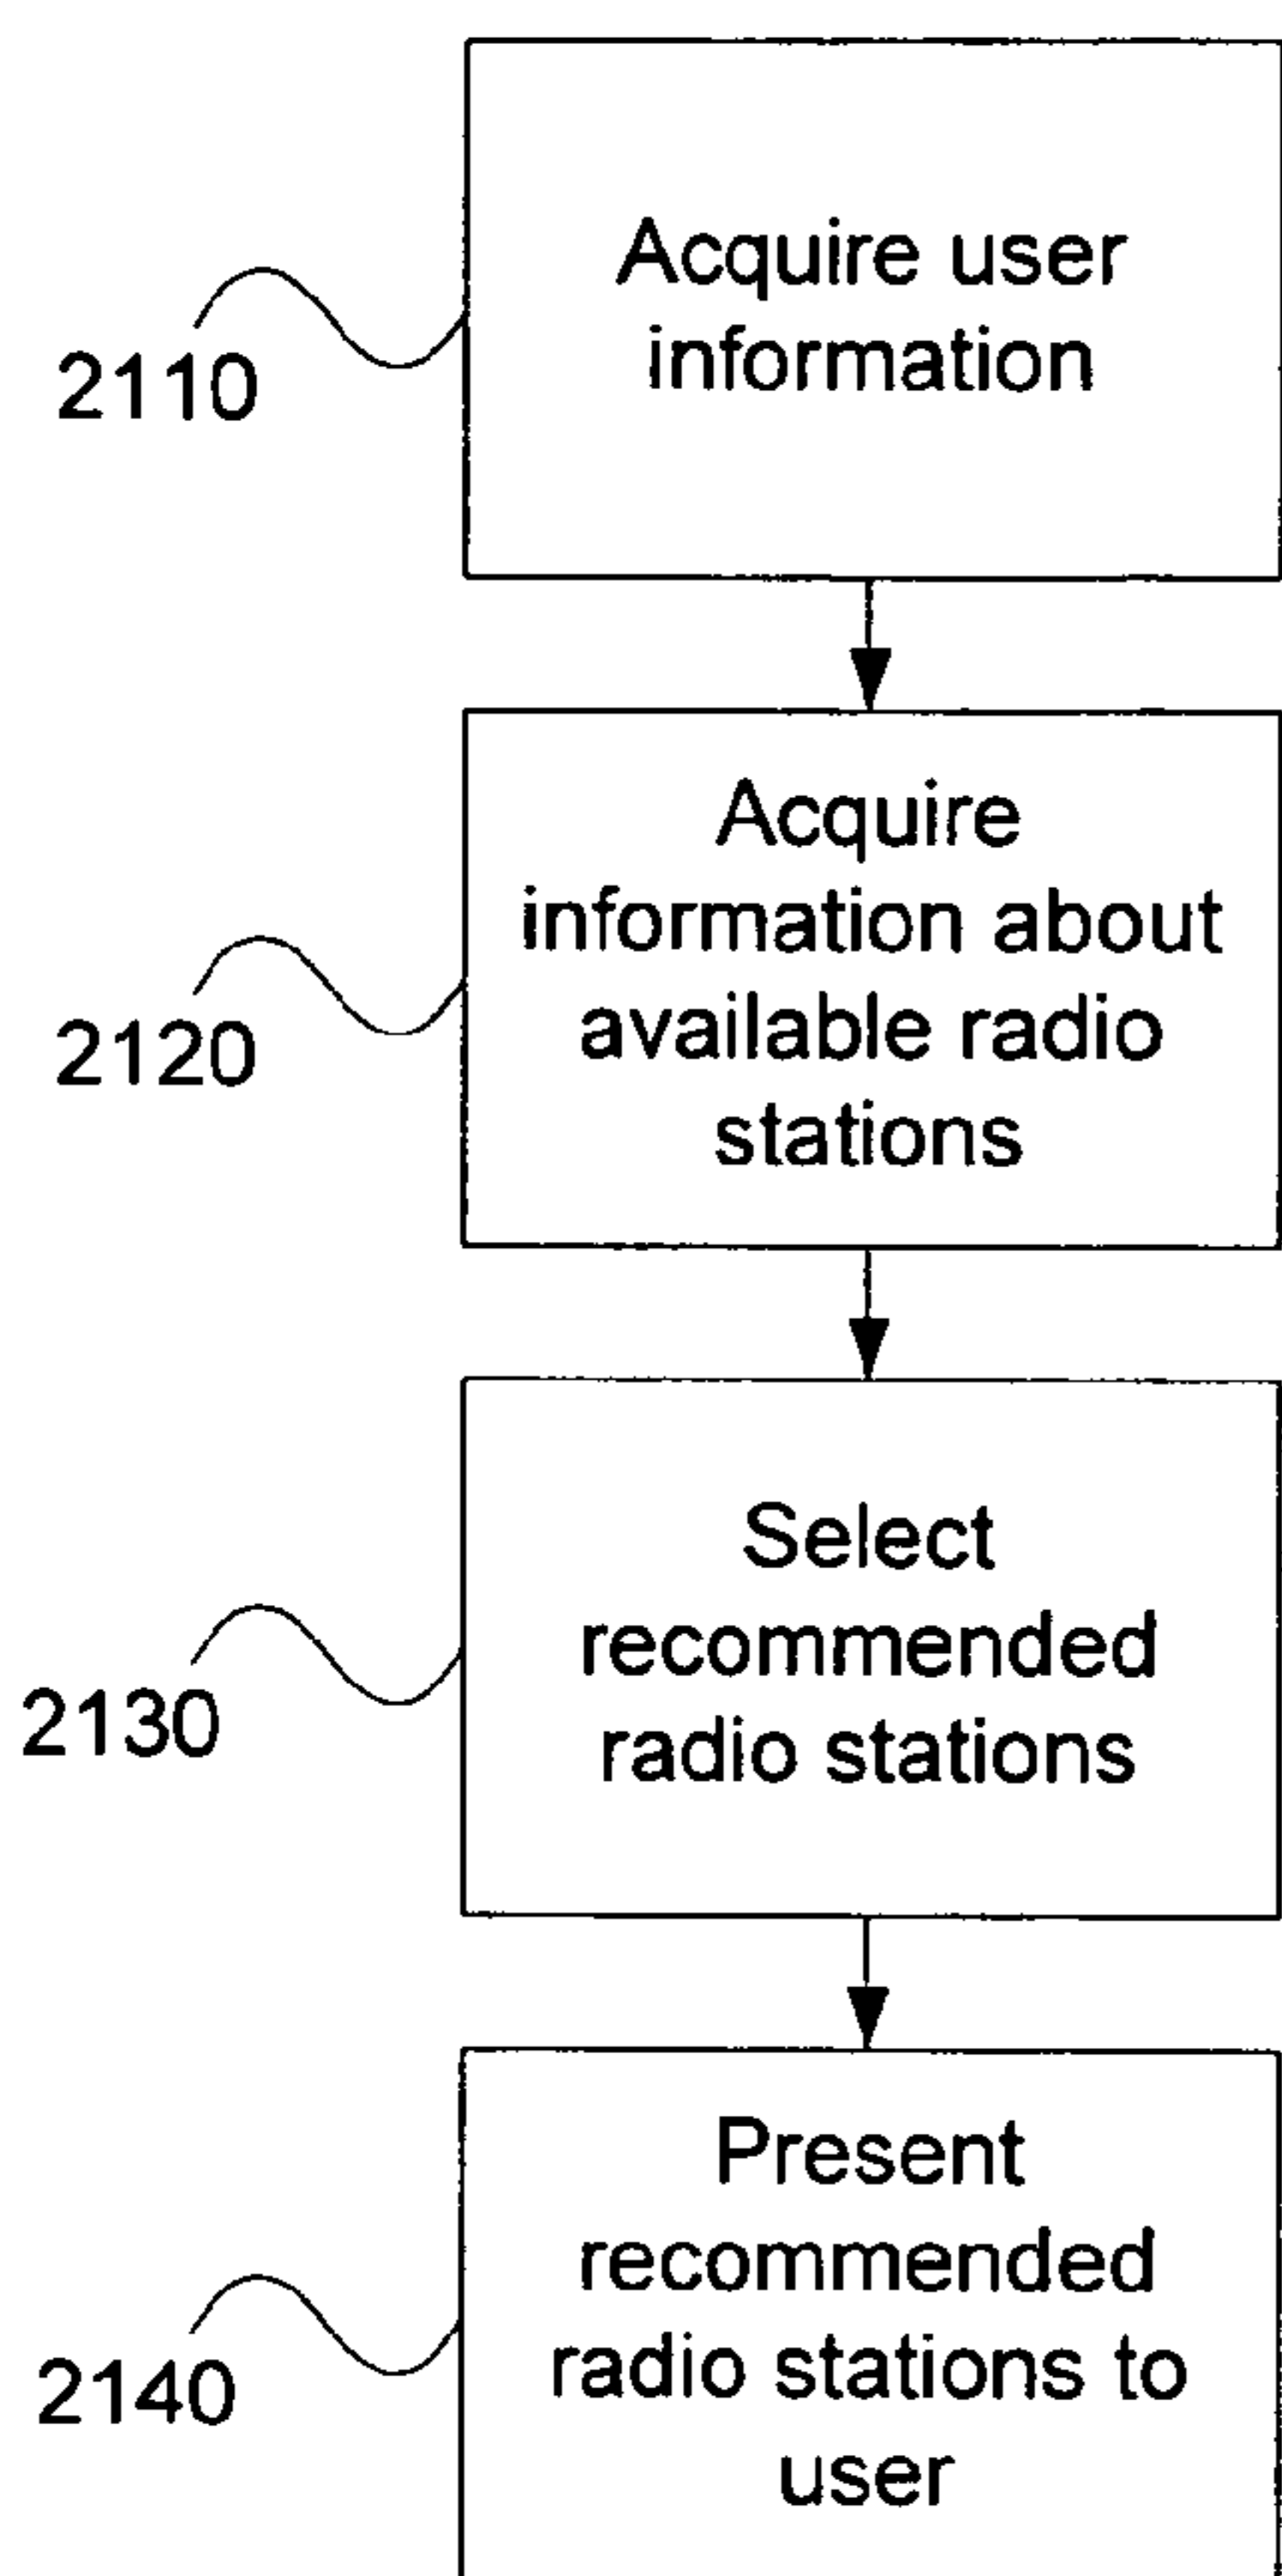 Acquire user
information
2110
Acquire
information about
available radio
stations
2120
Select
recommended
radio stations
2130
Present
recommended
radio stations to
user
2140